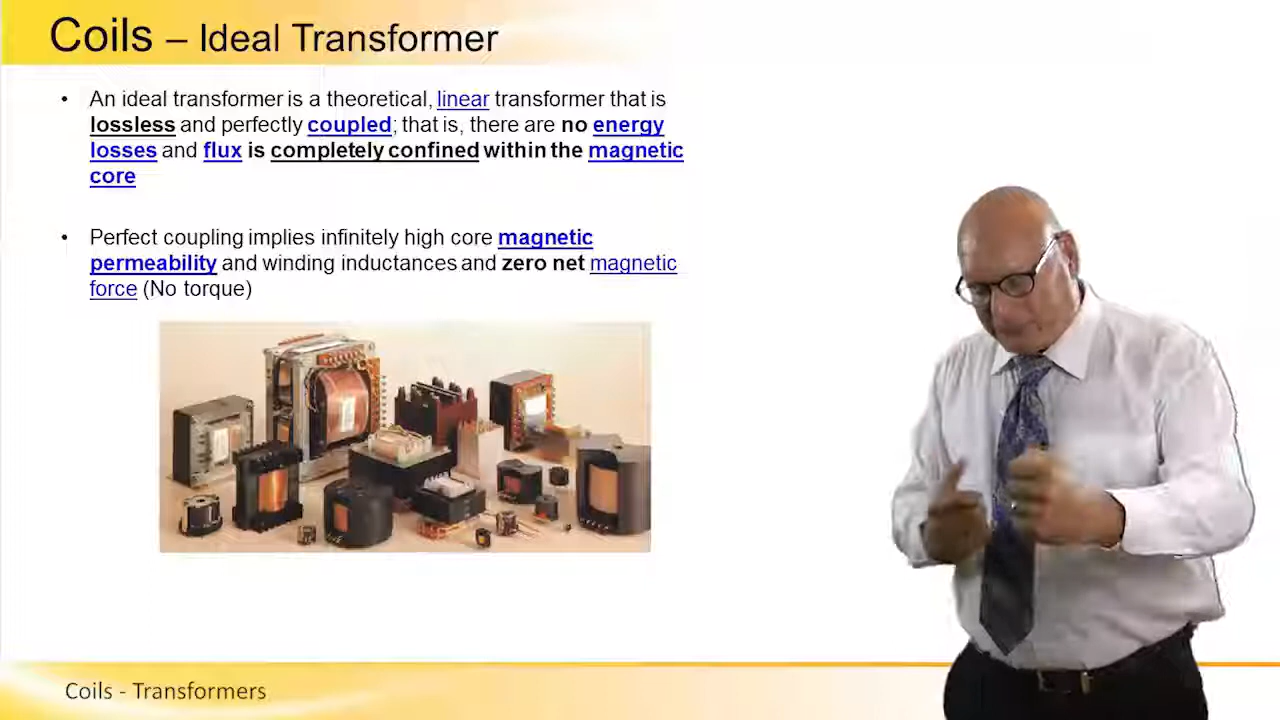 Coils – Ideal Transformer
• An ideal transformer is a theoretical, linear transformer that is
lossless and perfectly coupled; that is, there are no energy
losses and flux is completely confined within the magnetic
core
• Perfect coupling implies infinitely high core magnetic
permeability and winding inductances and zero net magnetic
force (No torque)
Coils - Transformers